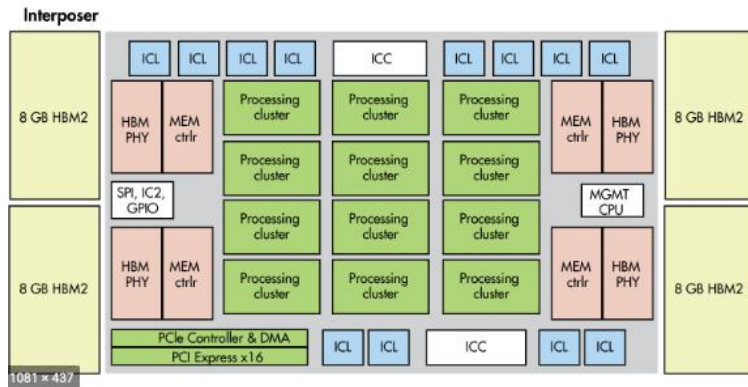 Interposer
ICL ICL ICL ICL ICC ICL ICL ICL ICL
8 GB HBM2
HBM
PHY
MEM
ctrlr
Processing
cluster
Processing
cluster
Processing
cluster
MEM
ctrlr
HBM
PHY
8 GB HBM2
Processing
cluster
Processing
cluster
Processing
cluster
SPI, IC2,
GPIO
MGMT
CPU
Processing
cluster
Processing
cluster
Processing
cluster
8 GB HBM2
HBM
PHY
MEM
ctrlr
Processing
cluster
Processing
cluster
Processing
cluster
MEM
ctrlr
HBM
PHY
8 GB HBM2
PCIe Controller & DMA
PCI Express x16
ICL ICL ICC ICL ICL
1081 × 437